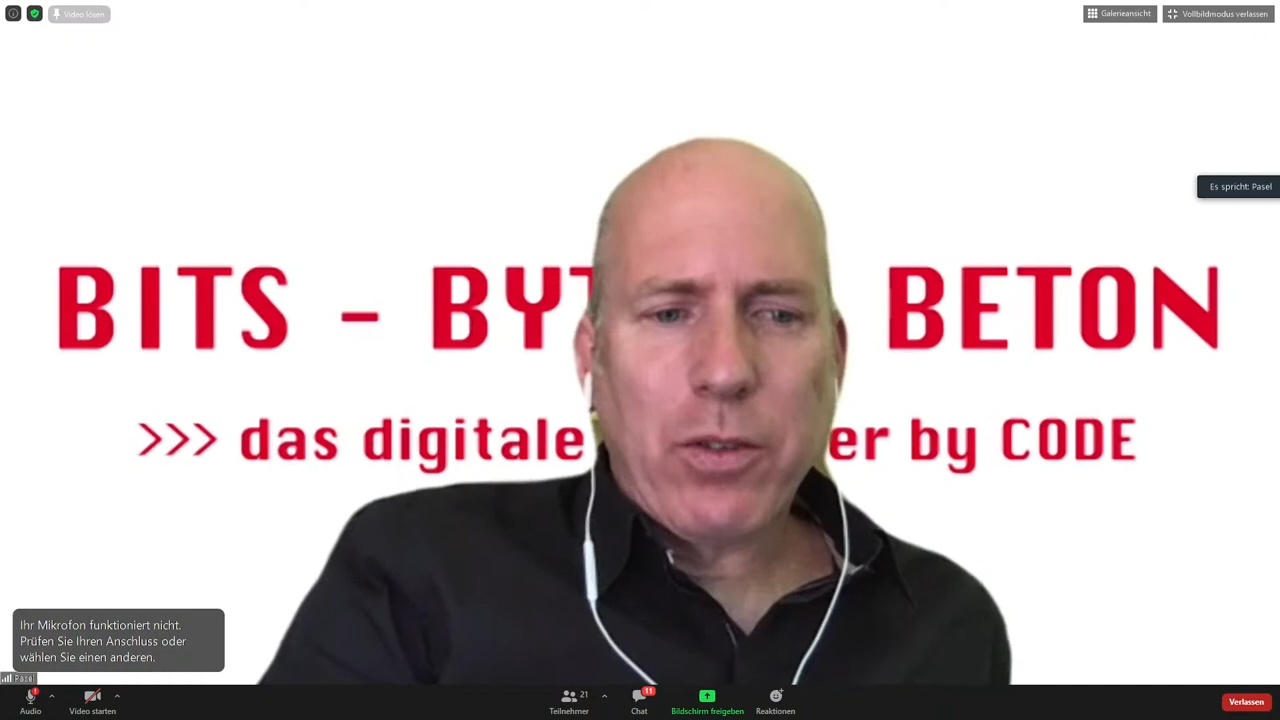 Video lösen
Galerieansicht
Vollbildmodus verlassen
Es spricht: Pasel
BITS - BETON
>>> das digitale by CODE
Ihr Mikrofon funktioniert nicht.
Prüfen Sie Ihren Anschluss oder
wählen Sie einen anderen.
Pasel
Audio
Video starten
21
Teilnehmer
11
Chat
Bildschirm freigeben
Reaktionen
Verlassen